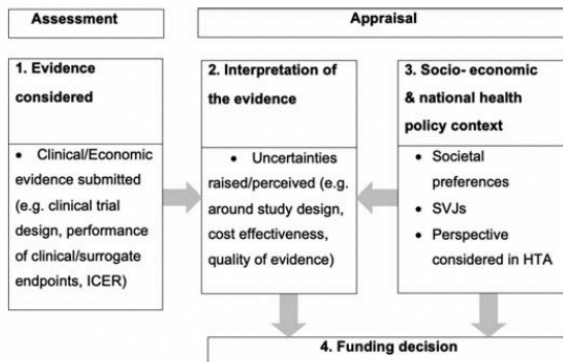 Assessment
Appraisal
1. Evidence
considered
• Clinical/Economic
evidence submitted
(e.g. clinical trial
design, performance
of clinical/surrogate
endpoints, ICER)
2. Interpretation of
the evidence
• Uncertainties
raised/perceived (e.g.
around study design,
cost effectiveness,
quality of evidence)
3. Socio- economic
& national health
policy context
• Societal
preferences
• SVJs
• Perspective
considered in HTA
4. Funding decision